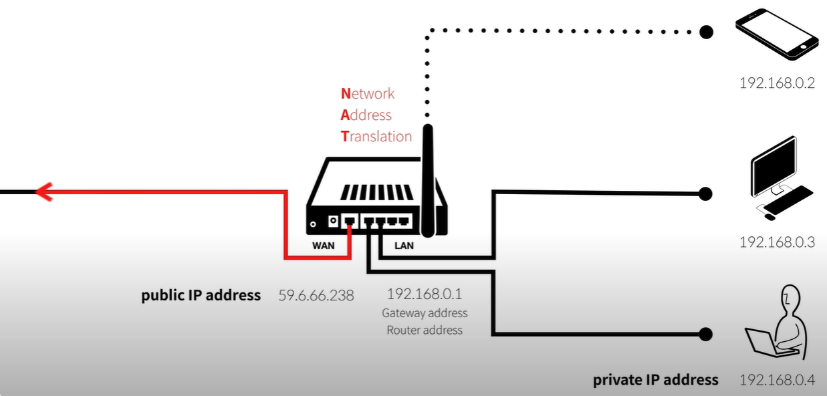 192.168.0.2
Network
Address
Translation
192.168.0.3
WAN
LAN
public IP address 59.6.66.238
192.168.0.1
Gateway address
Router address
private IP address 192.168.0.4